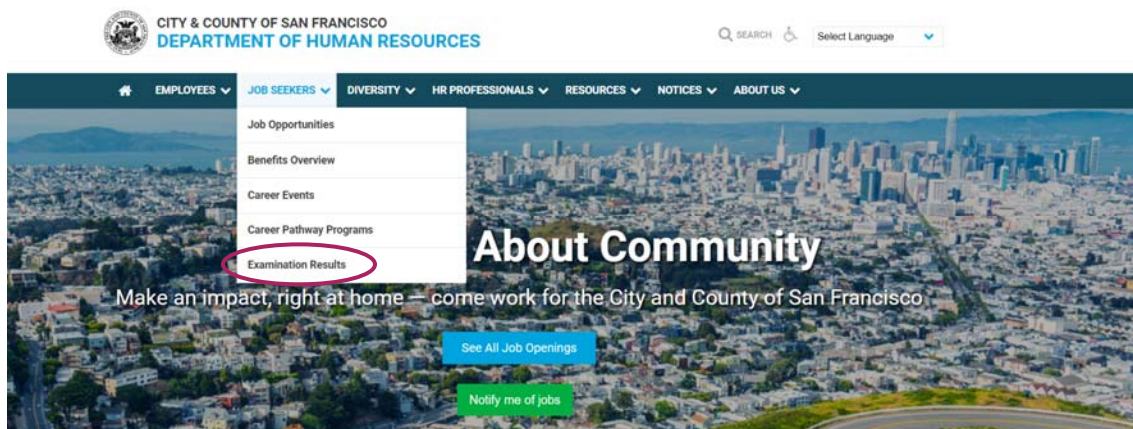 CITY & COUNTY OF SAN FRANCISCO
DEPARTMENT OF HUMAN RESOURCES
SEARCH
Select Language
EMPLOYEES
JOB SEEKERS
DIVERSITY
HR PROFESSIONALS
RESOURCES
NOTICES
ABOUT US
Job Opportunities
Benefits Overview
Career Events
Career Pathway Programs
Examination Results
About Community
Make an impact, right at home — come work for the City and County of San Francisco
See All Job Openings
Notify me of jobs